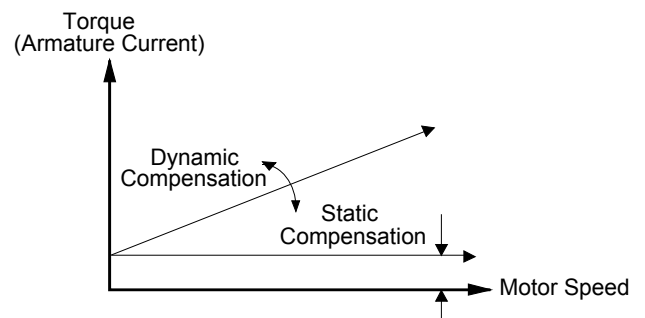 Torque
(Armature Current)
Dynamic
Compensation
Static
Compensation
Motor Speed